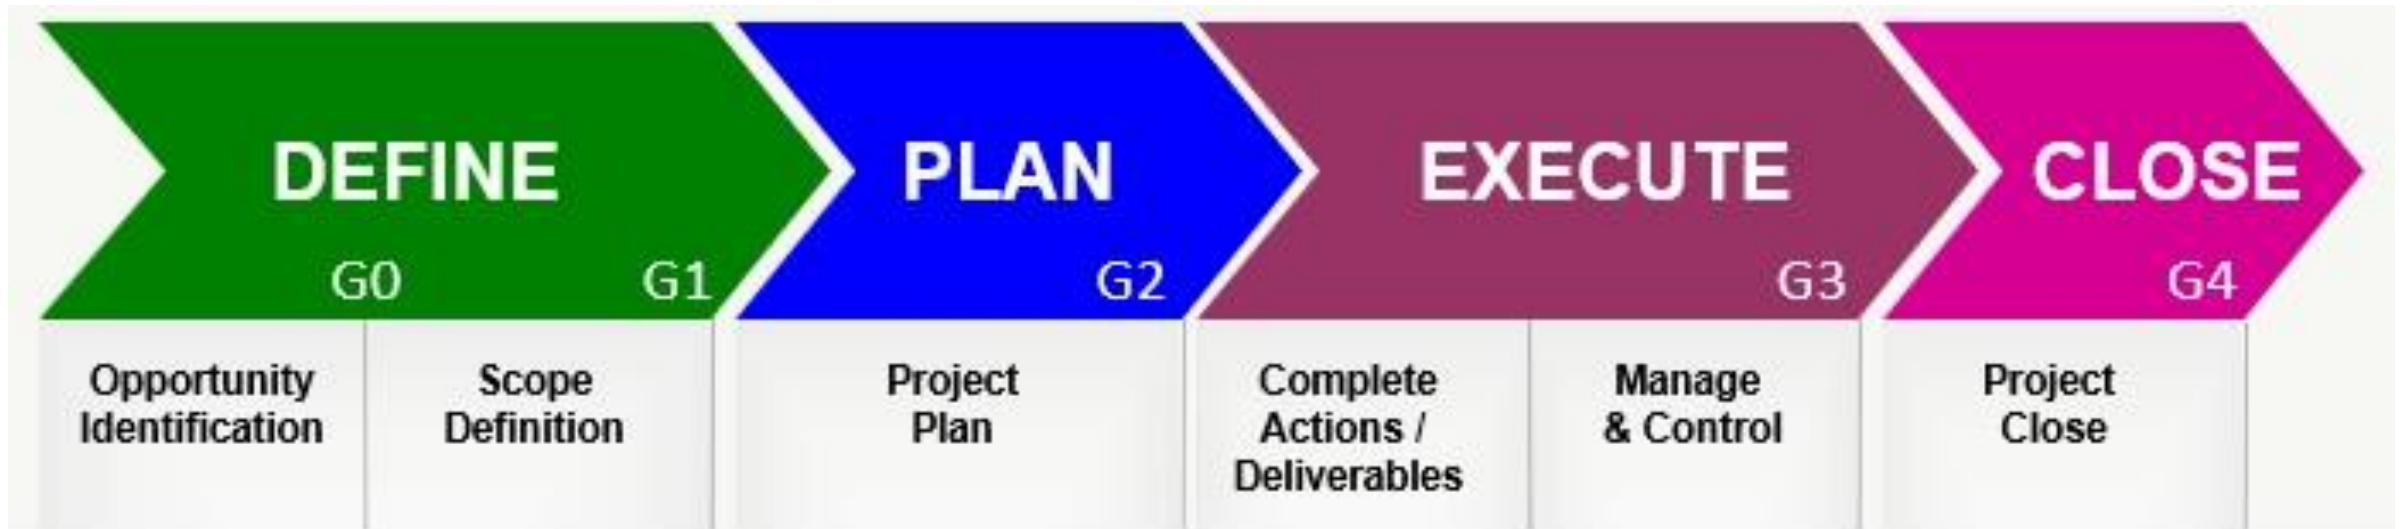 DEFINE
PLAN
EXECUTE
CLOSE
G0
G1
G2
G3
G4
Opportunity
Identification
Scope
Definition
Project
Plan
Complete
Actions /
Deliverables
Manage
& Control
Project
Close